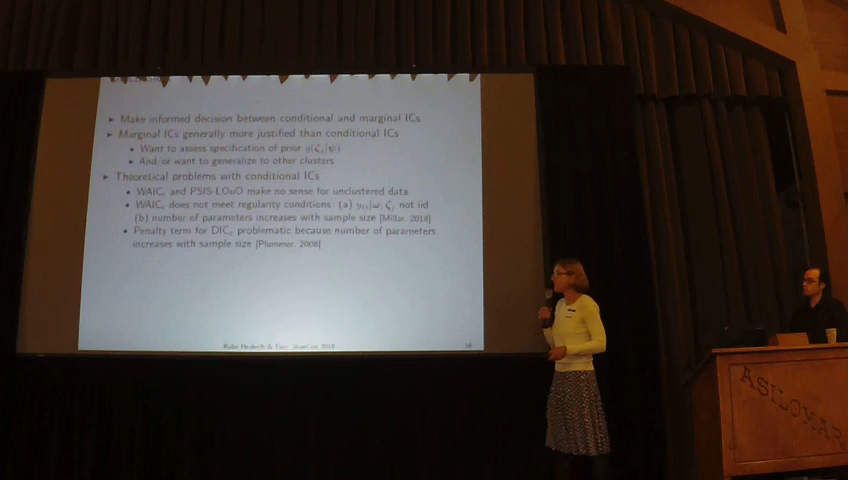 ▸ Make informed decision between conditional and marginal ICs
▸ Marginal ICs generally more justified than conditional ICs
• Want to assess specification of prior g(ζj|ψ)
• And/or want to generalize to other clusters
▸ Theoretical problems with conditional ICs
• WAICc and PSIS-LOuO make no sense for unclustered data
• WAICc does not meet regularity conditions: (a) yij|ω, ζj not iid
(b) number of parameters increases with sample size [Millar, 2018]
• Penalty term for DICc problematic because number of parameters
increases with sample size [Plummer, 2008]
StanCon 2018
ASILOMAR